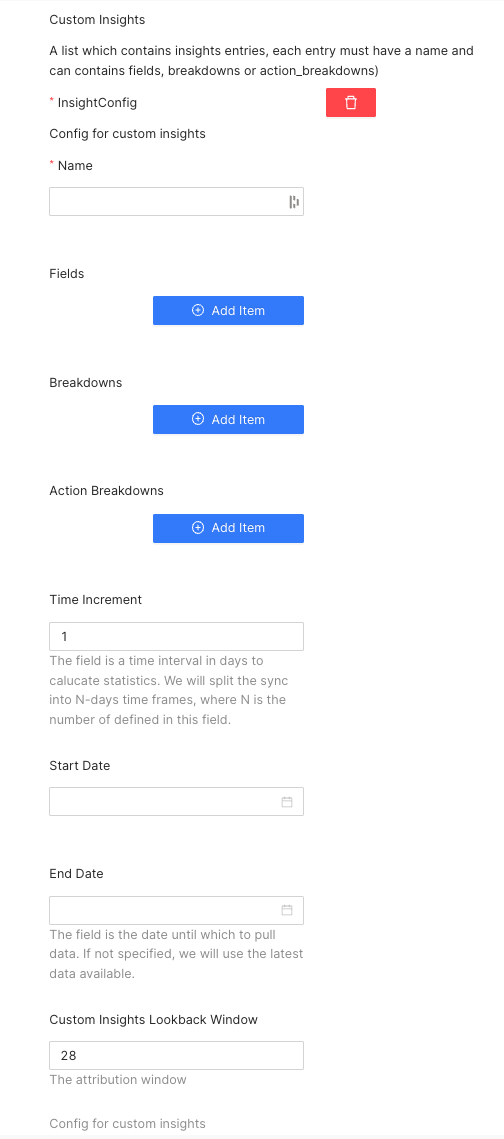 Custom Insights
A list which contains insights entries, each entry must have a name and
can contains fields, breakdowns or action_breakdowns)
* InsightConfig
Config for custom insights
* Name
Fields
Add Item
Breakdowns
Add Item
Action Breakdowns
Add Item
Time Increment
1
The field is a time interval in days to
calucate statistics. We will split the sync
into N-days time frames, where N is the
number of defined in this field.
Start Date
End Date
The field is the date until which to pull
data. If not specified, we will use the latest
data available.
Custom Insights Lookback Window
28
The attribution window
Config for custom insights